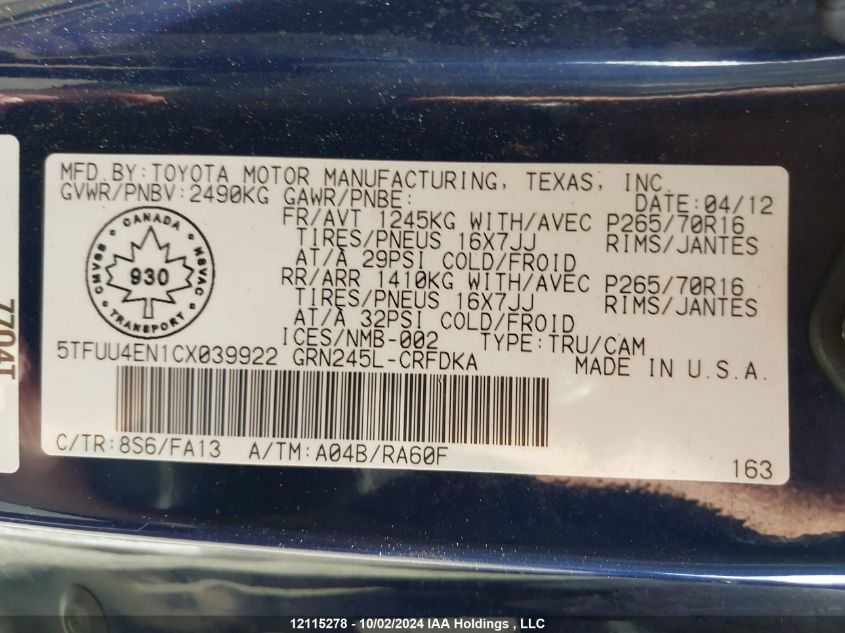 MFD.BY:TOYOTA MOTOR MANUFACTURING, TEXAS, INC.
GVWR/PNBV:2490KG GAWR/PNBE: DATE:04/12
FR/AVT 1245KG WITH/AVEC P265/70R16
TIRES/PNEUS 16X7JJ RIMS/JANTES
AT/À 29PSI COLD/FROID
RR/ARR 1410KG WITH/AVEC P265/70R16
TIRES/PNEUS 16X7JJ RIMS/JANTES
AT/À 32PSI COLD/FROID
ICES/NMB-002 TYPE:TRU/CAM
CANADA
CMVSS
930
NSVAC
TRANSPORT
5TFUU4EN1CX039922 GRN245L-CRFDKA MADE IN U.S.A.
C/TR:8S6/FA13 A/TM:A04B/RA60F
163
7704T
12115278 - 10/02/2024 IAA Holdings , LLC